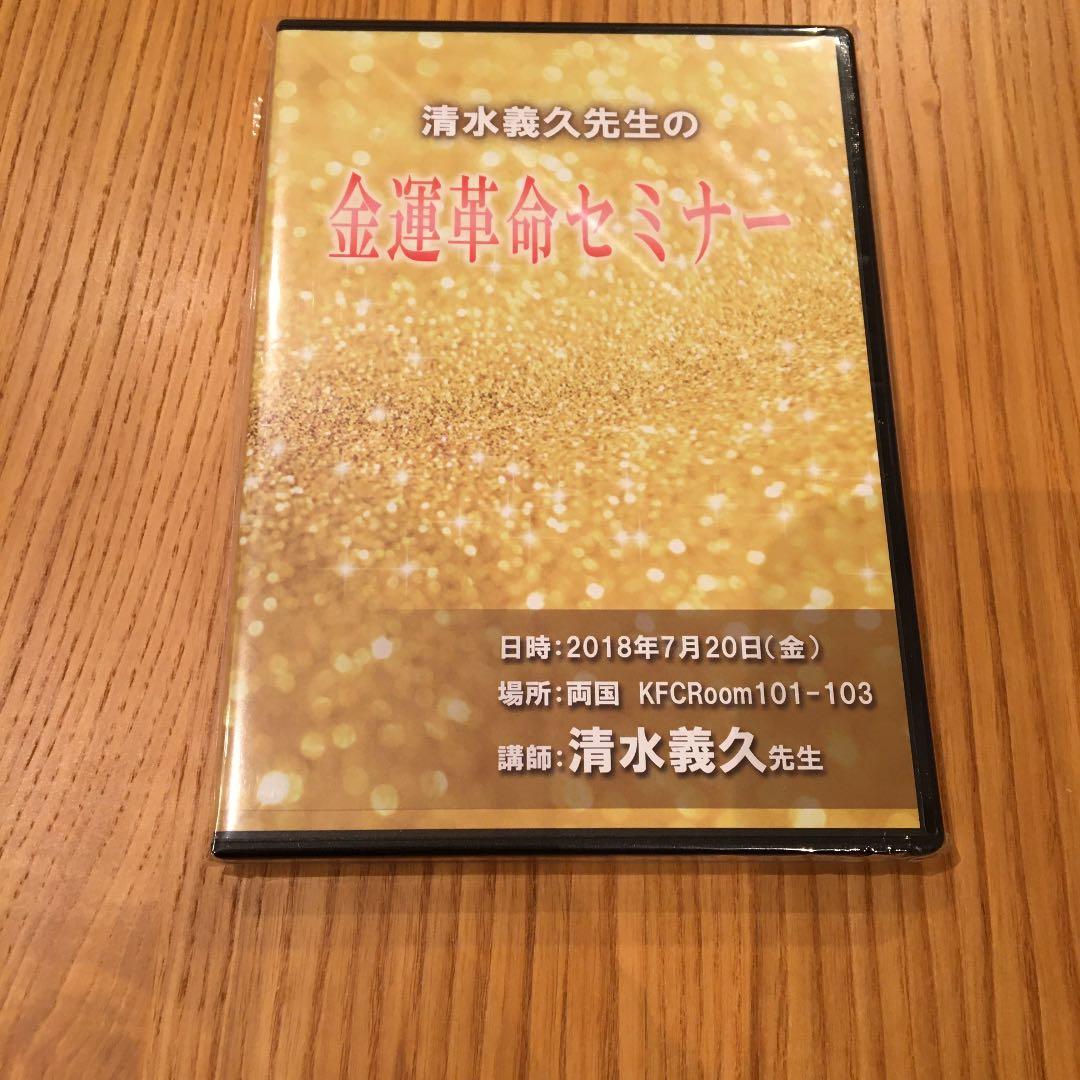 清水義久先生の
金運革命セミナー
日時:2018年7月20日(金)
場所:両国 KFCRoom101-103
講師:清水義久先生